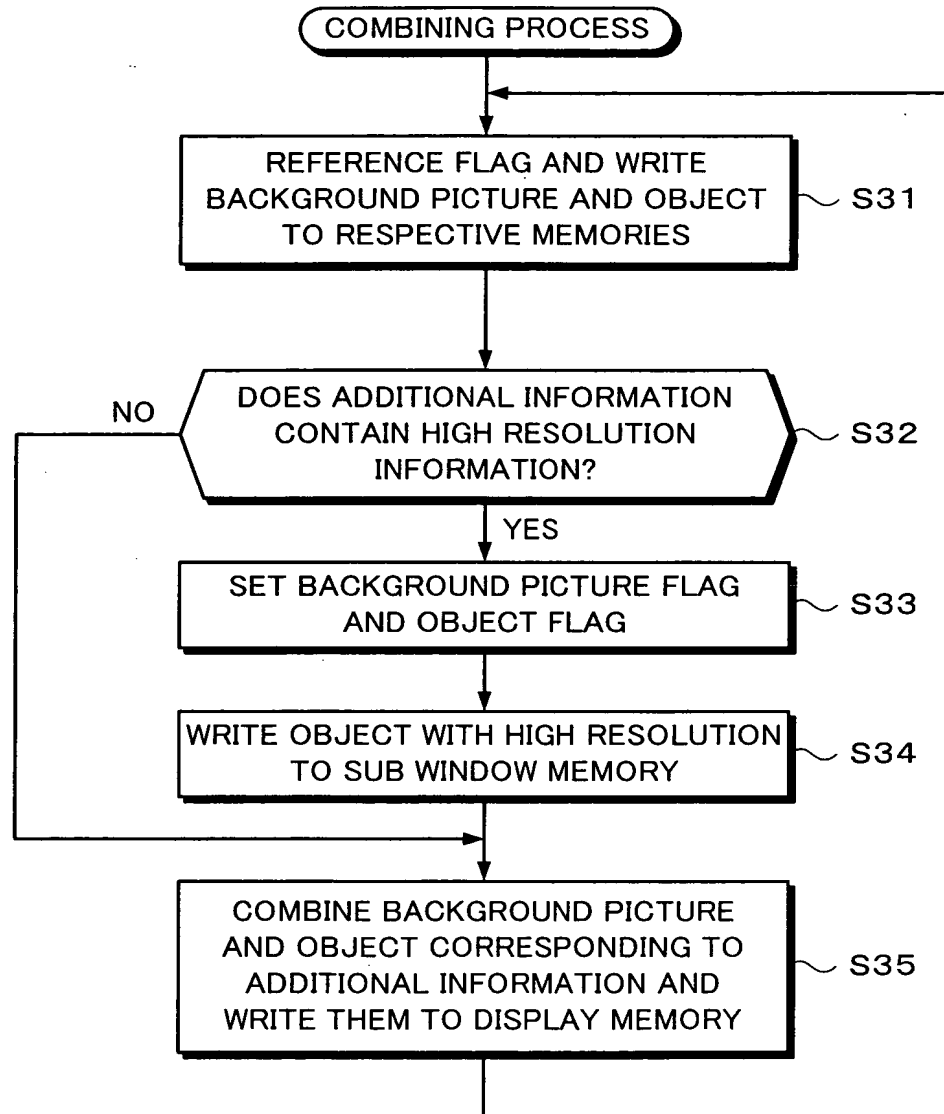 COMBINING PROCESS
REFERENCE FLAG AND WRITE
BACKGROUND PICTURE AND OBJECT
TO RESPECTIVE MEMORIES
S31
DOES ADDITIONAL INFORMATION
CONTAIN HIGH RESOLUTION
INFORMATION?
S32
NO
YES
SET BACKGROUND PICTURE FLAG
AND OBJECT FLAG
S33
WRITE OBJECT WITH HIGH RESOLUTION
TO SUB WINDOW MEMORY
S34
COMBINE BACKGROUND PICTURE
AND OBJECT CORRESPONDING TO
ADDITIONAL INFORMATION AND
WRITE THEM TO DISPLAY MEMORY
S35